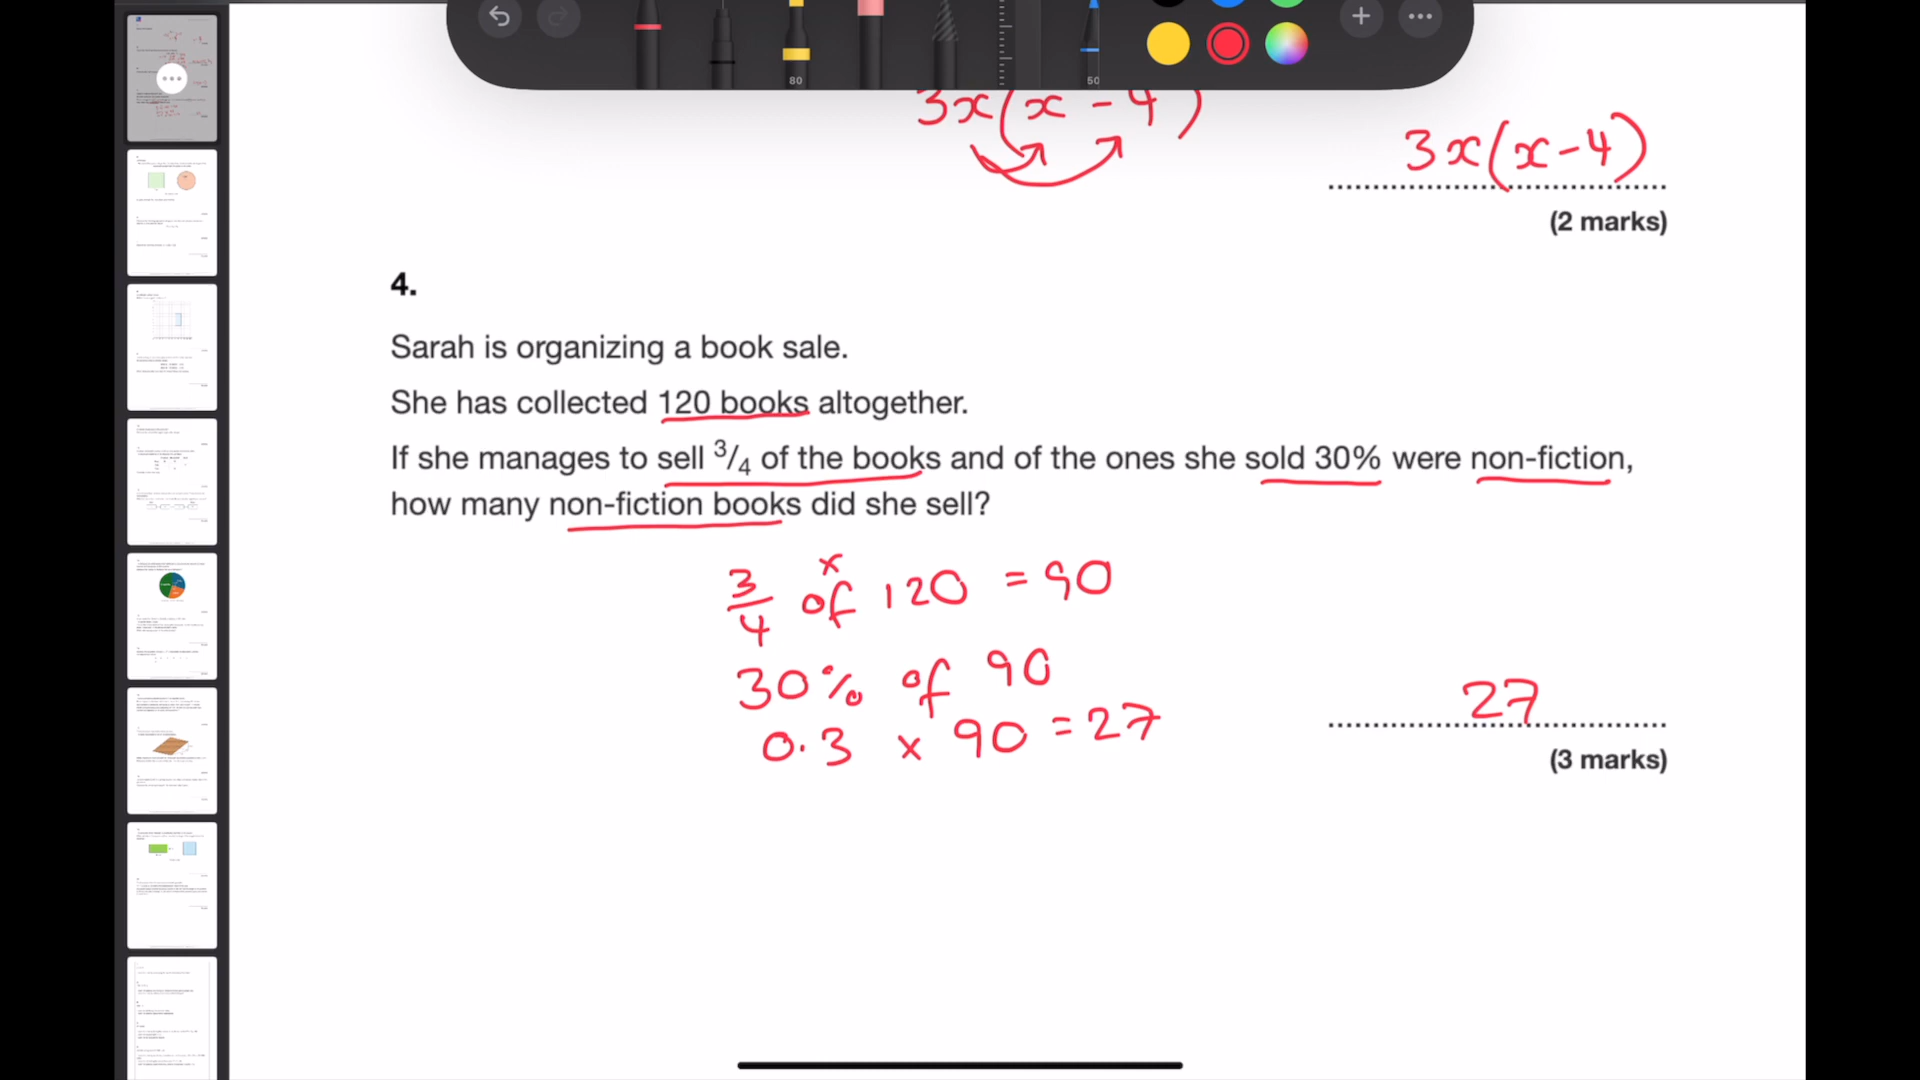 80
50
3x(x-4)
3x(x-4)
(2 marks)
4.
Sarah is organizing a book sale.
She has collected 120 books altogether.
If she manages to sell 3/4 of the books and of the ones she sold 30% were non-fiction,
how many non-fiction books did she sell?
x
3/4 of 120 = 90
30% of 90
0.3 x 90 = 27
27
(3 marks)